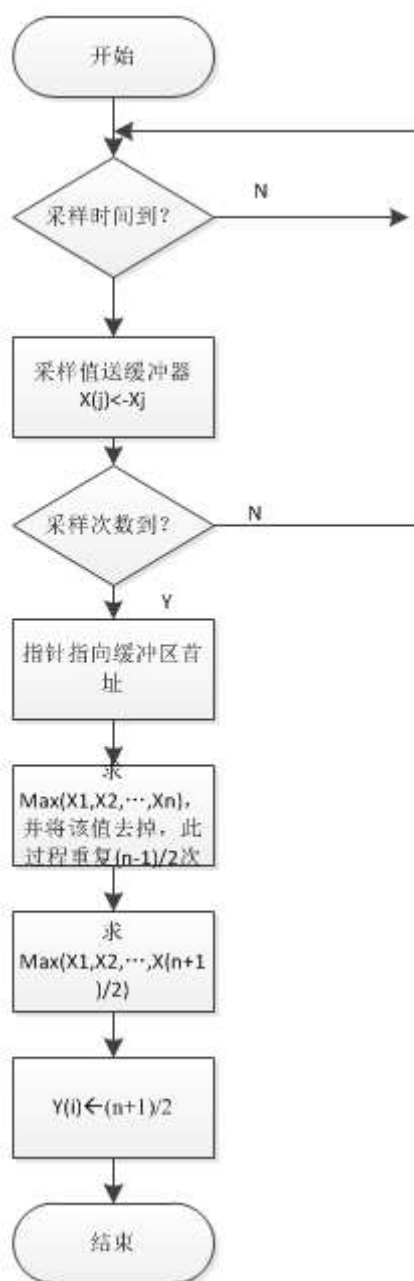 开始
采样时间到？
N
采样值送缓冲器
X(j)<-Xj
采样次数到？
N
Y
指针指向缓冲区首
址
求
Max(X1,X2,…,Xn),
并将该值去掉，此
过程重复(n-1)/2次
求
Max(X1,X2,…,X(n+1
)/2)
Y(i)←(n+1)/2
结束